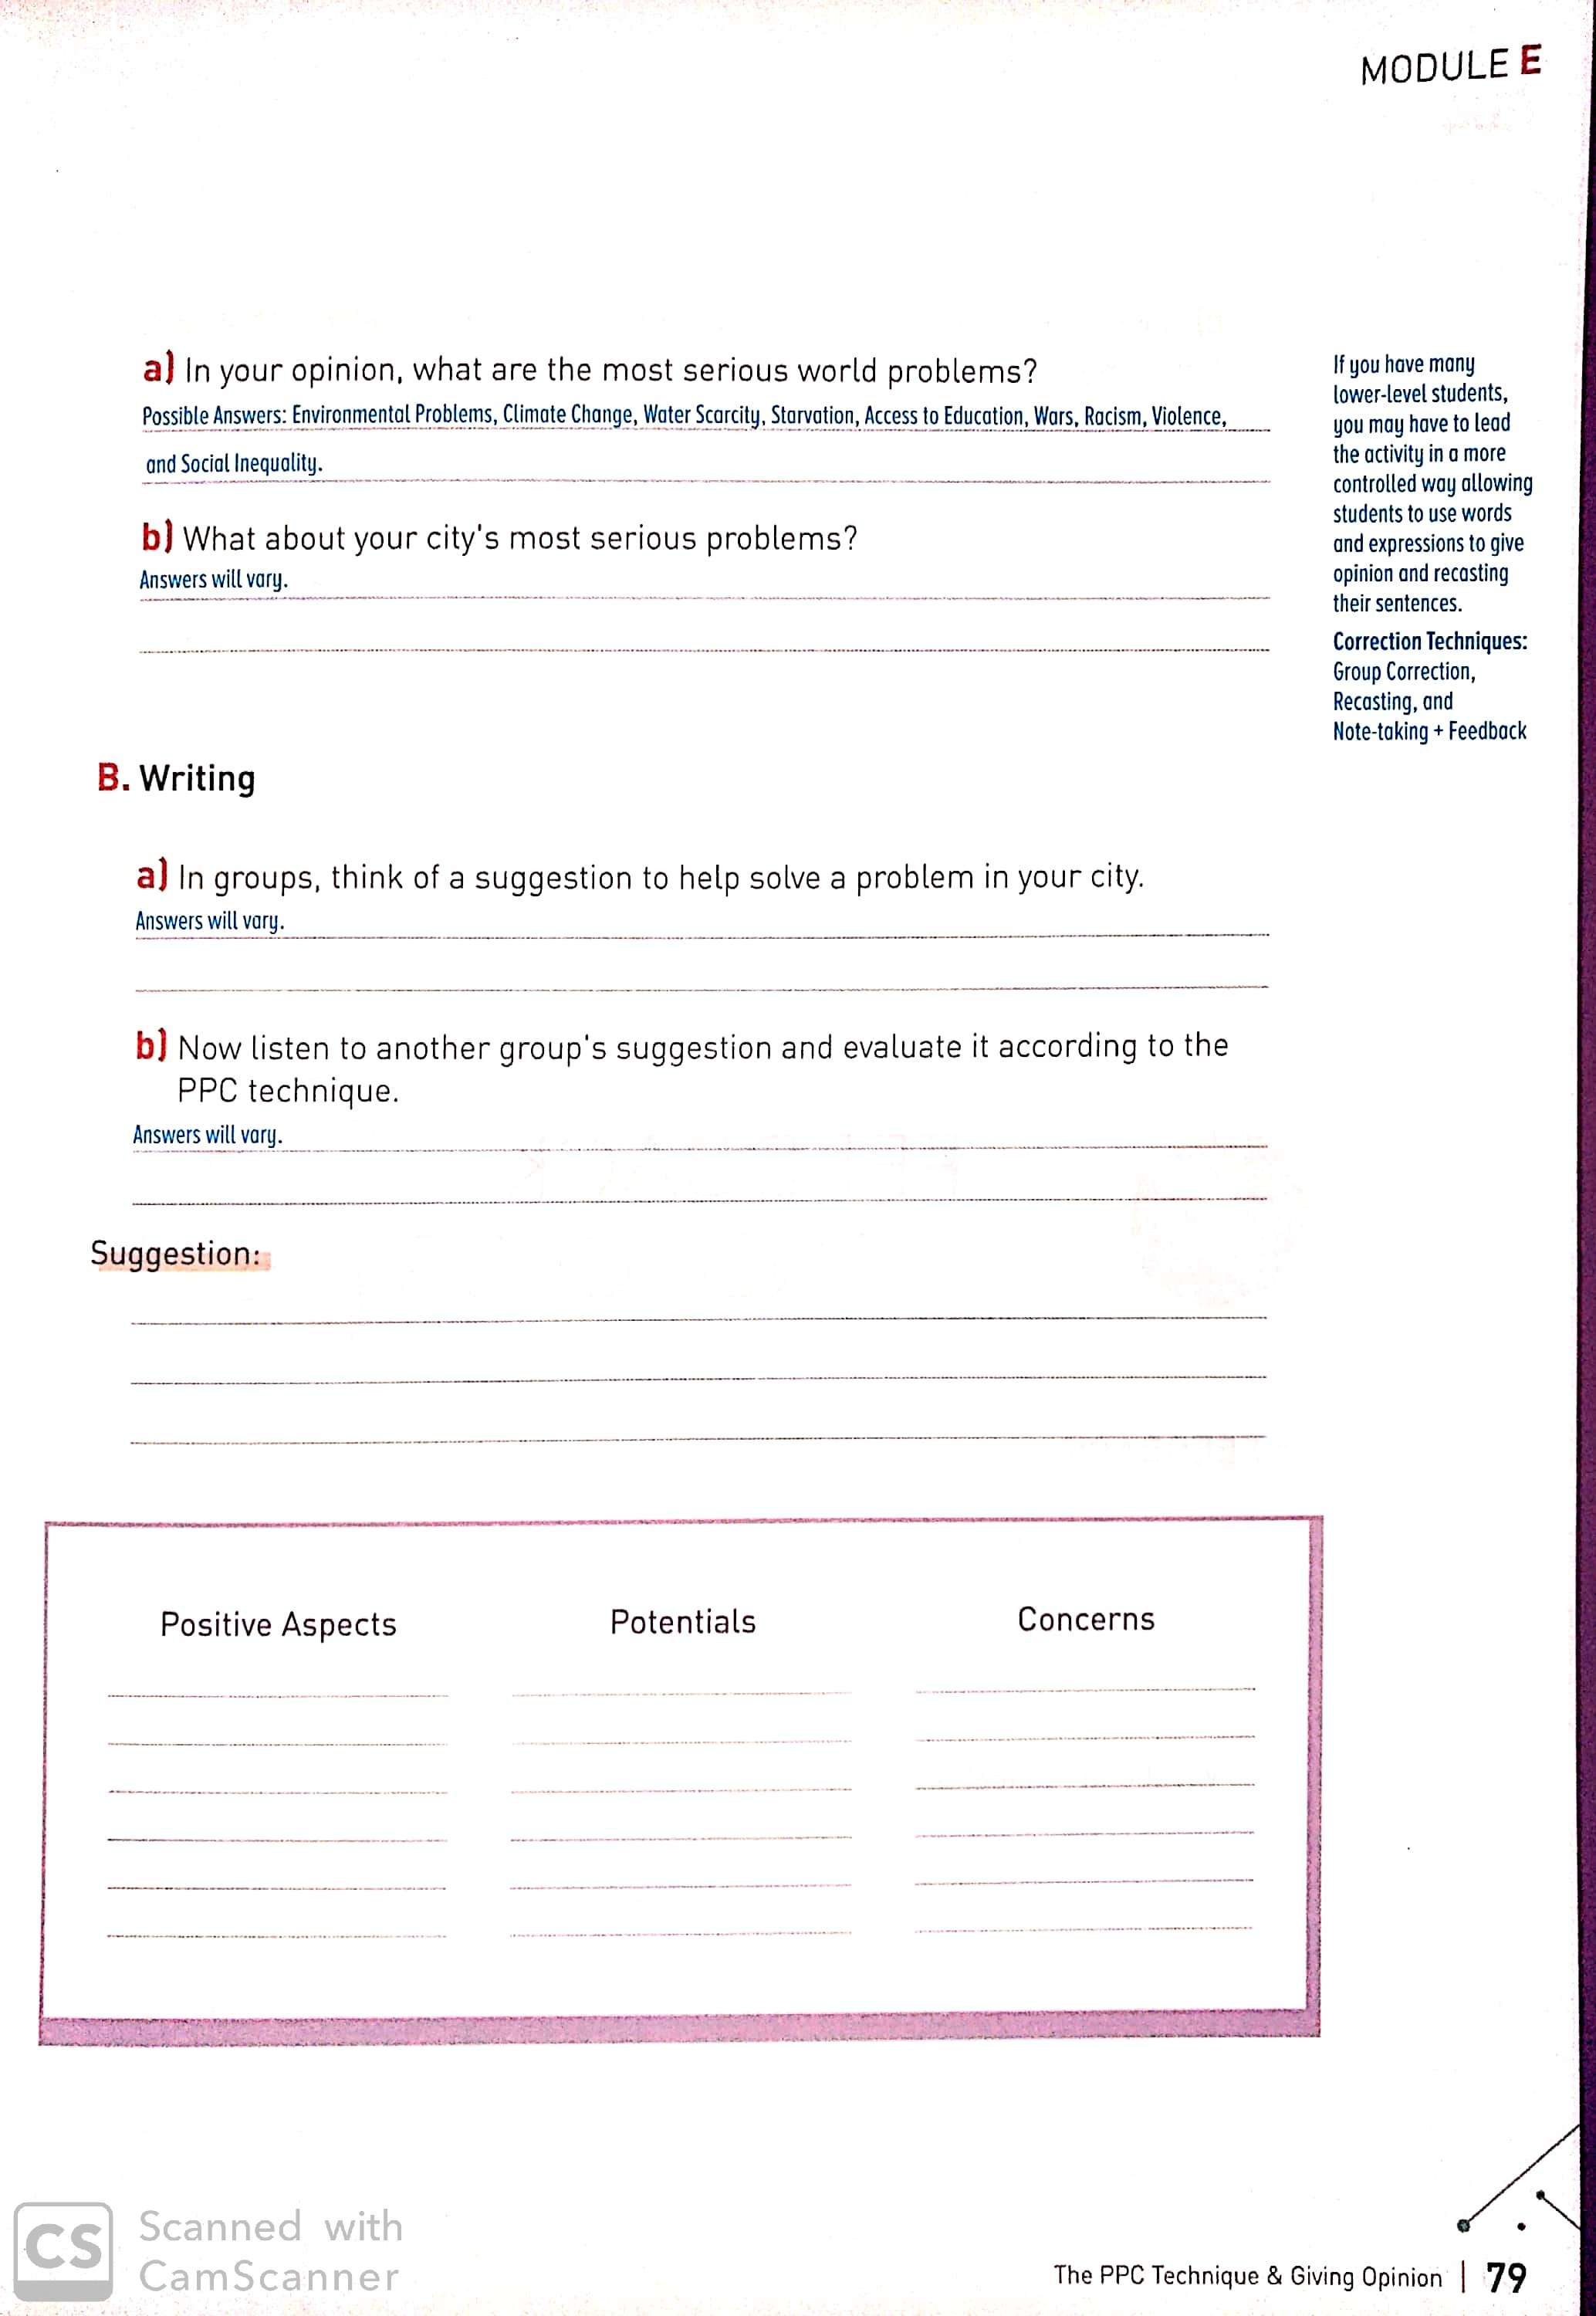 MODULE E
a) In your opinion, what are the most serious world problems?
Possible Answers: Environmental Problems, Climate Change, Water Scarcity, Starvation, Access to Education, Wars, Racism, Violence,
and Social Inequality.
b) What about your city's most serious problems?
Answers will vary.
If you have many
lower-level students,
you may have to lead
the activity in a more
controlled way allowing
students to use words
and expressions to give
opinion and recasting
their sentences.
Correction Techniques:
Group Correction,
Recasting, and
Note-taking + Feedback
B. Writing
a) In groups, think of a suggestion to help solve a problem in your city.
Answers will vary.
b) Now listen to another group's suggestion and evaluate it according to the
PPC technique.
Answers will vary.
Suggestion:
Positive Aspects
Potentials
Concerns
CS
Scanned with
CamScanner
The PPC Technique & Giving Opinion | 79